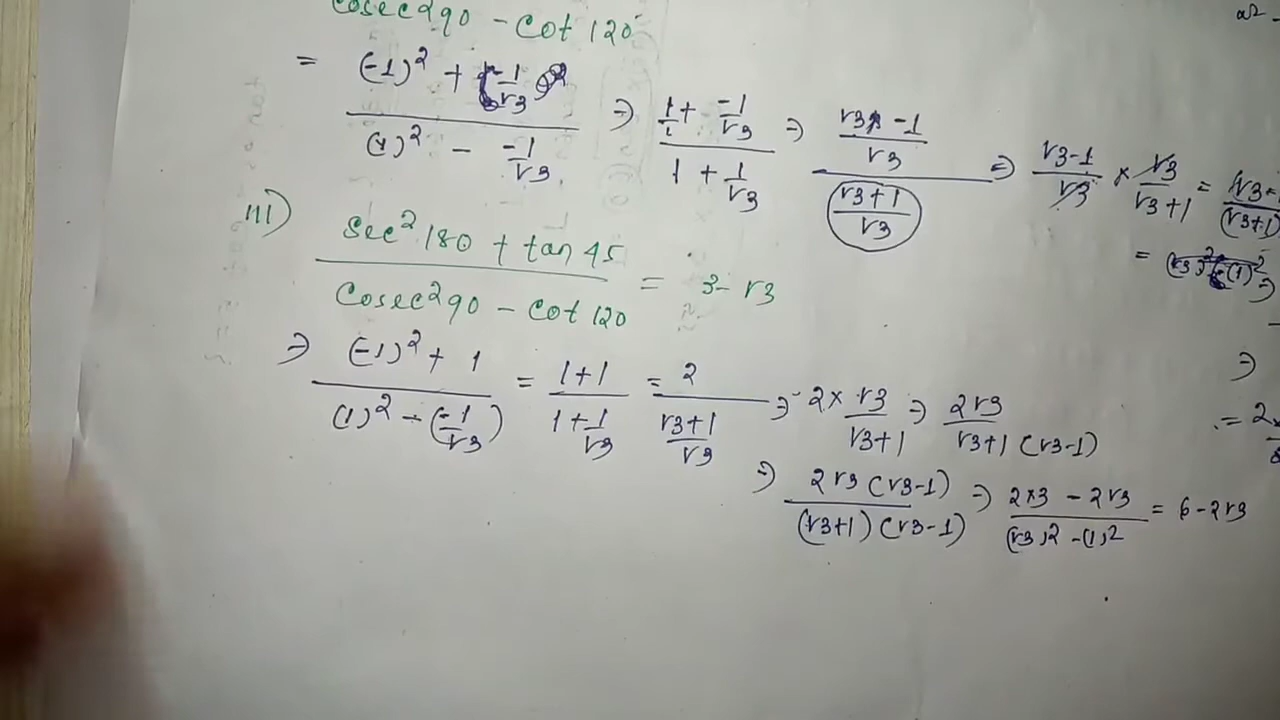 cosec²90 - cot 120
= (-1)² + -1/√3 / (1)² - -1/√3 ⇒ 1/1 + -1/√3 / 1 + 1/√3 ⇒ √3 -1/√3 / √3+1/√3 ⇒ √3-1/√3 × √3/√3+1 =
III) sec² 180 + tan 45 / cosec²90 - cot 120 = 3-√3
⇒ (-1)² + 1 / (1)² - (-1/√3) = 1+1 / 1+1/√3 = 2 / √3+1/√3 ⇒ 2 × √3/√3+1 ⇒ 2√3/√3+1 (√3-1)
⇒ 2√3 (√3-1) / (√3+1) (√3-1) ⇒ 2×3 - 2√3 / (√3)² - (1)² = 6-2√3